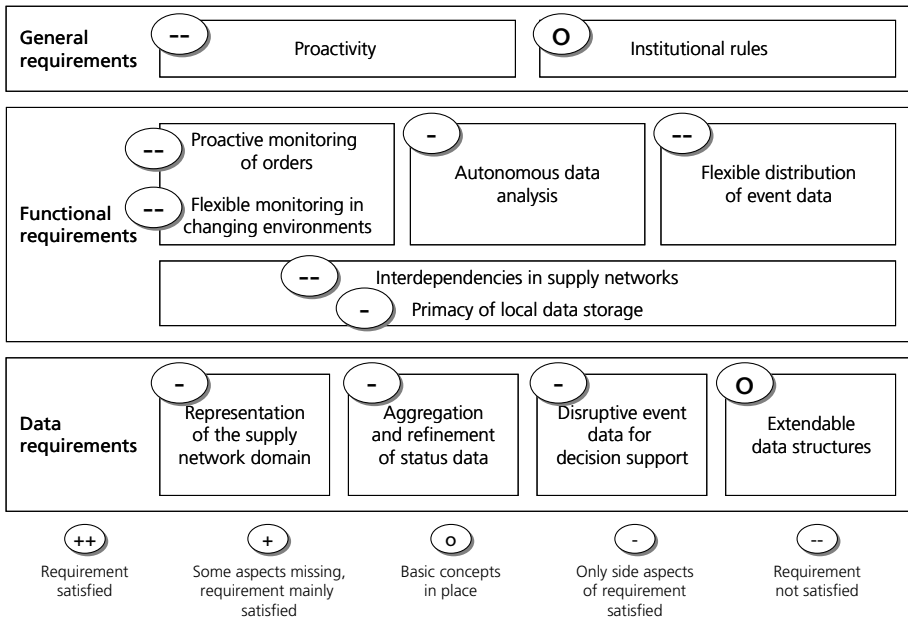 General
requirements
--
Proactivity
O
Institutional rules
Functional
requirements
--
Proactive monitoring
of orders
--
Flexible monitoring in
changing environments
-
Autonomous data
analysis
--
Flexible distribution
of event data
--
Interdependencies in supply networks
-
Primacy of local data storage
Data
requirements
-
Representation
of the supply
network domain
-
Aggregation
and refinement
of status data
-
Disruptive event
data for
decision support
O
Extendable
data structures
++
Requirement
satisfied
+
Some aspects missing,
requirement mainly
satisfied
o
Basic concepts
in place
-
Only side aspects
of requirement
satisfied
--
Requirement
not satisfied